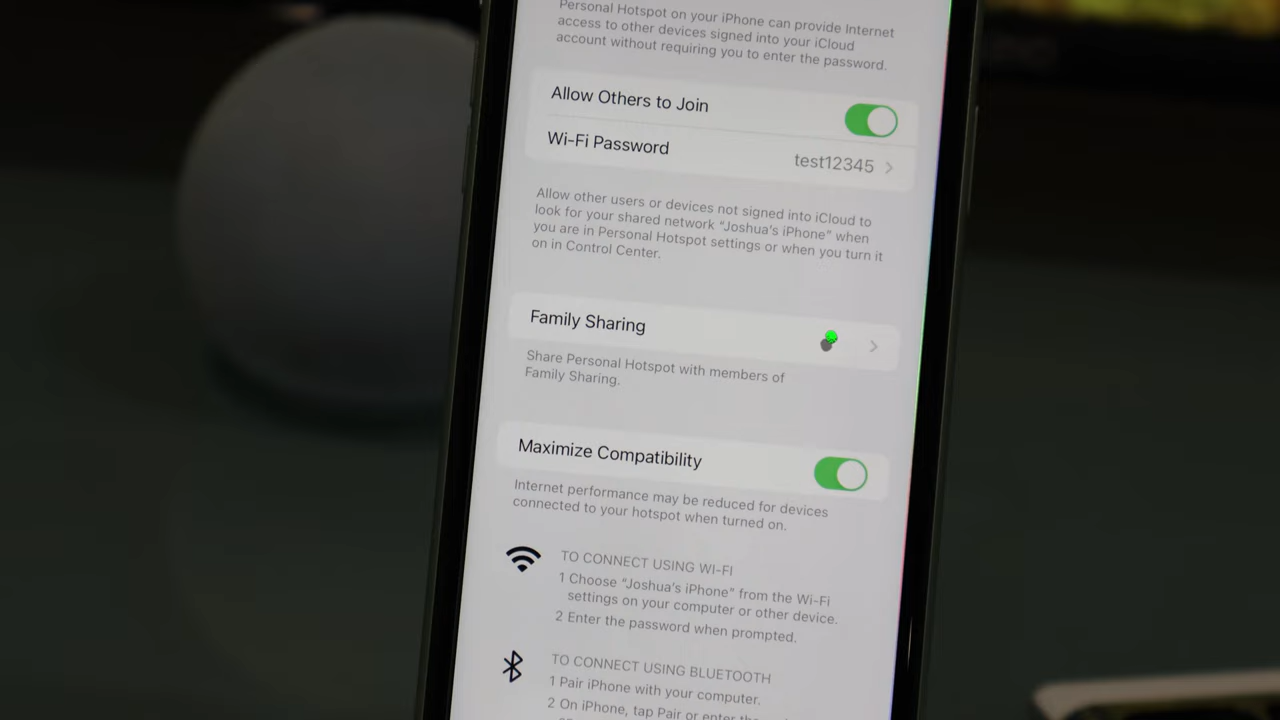 Personal Hotspot on your iPhone can provide Internet
access to other devices signed into your iCloud
account without requiring you to enter the password.
Allow Others to Join
Wi-Fi Password test12345
Allow other users or devices not signed into iCloud to
look for your shared network “Joshua’s iPhone” when
you are in Personal Hotspot settings or when you turn it
on in Control Center.
Family Sharing
Share Personal Hotspot with members of
Family Sharing.
Maximize Compatibility
Internet performance may be reduced for devices
connected to your hotspot when turned on.
TO CONNECT USING WI-FI
1 Choose “Joshua’s iPhone” from the Wi-Fi
settings on your computer or other device.
2 Enter the password when prompted.
TO CONNECT USING BLUETOOTH
1 Pair iPhone with your computer.
2 On iPhone, tap Pair or enter the